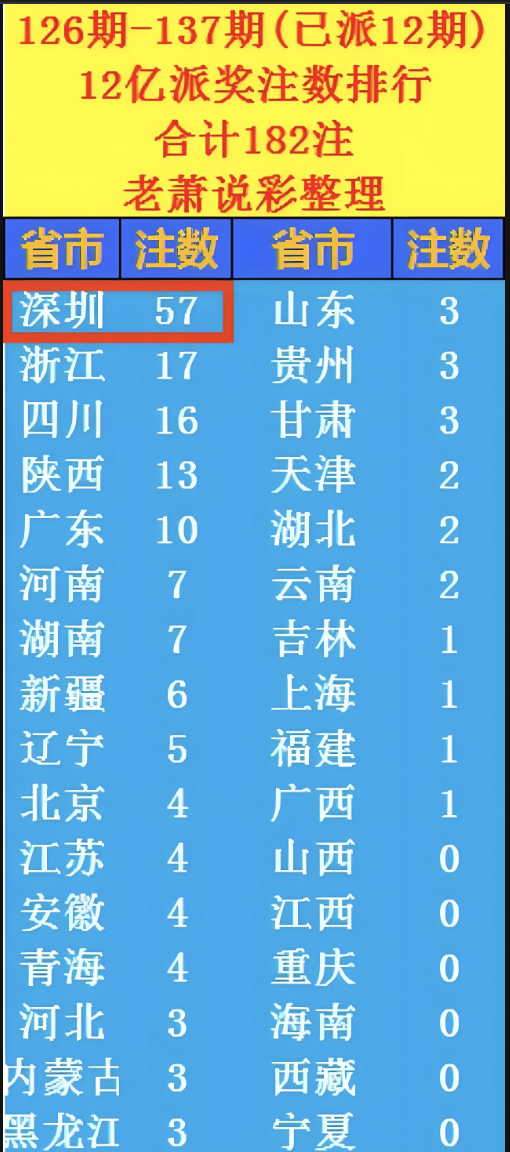 126期-137期(已派12期)
12亿派奖注数排行
合计182注
老萧说彩整理
省市 注数 省市 注数
深圳 57 山东 3
浙江 17 贵州 3
四川 16 甘肃 3
陕西 13 天津 2
广东 10 湖北 2
河南 7 云南 2
湖南 7 吉林 1
新疆 6 上海 1
辽宁 5 福建 1
北京 4 广西 1
江苏 4 山西 0
安徽 4 江西 0
青海 4 重庆 0
河北 3 海南 0
内蒙古 3 西藏 0
黑龙江 3 宁夏 0